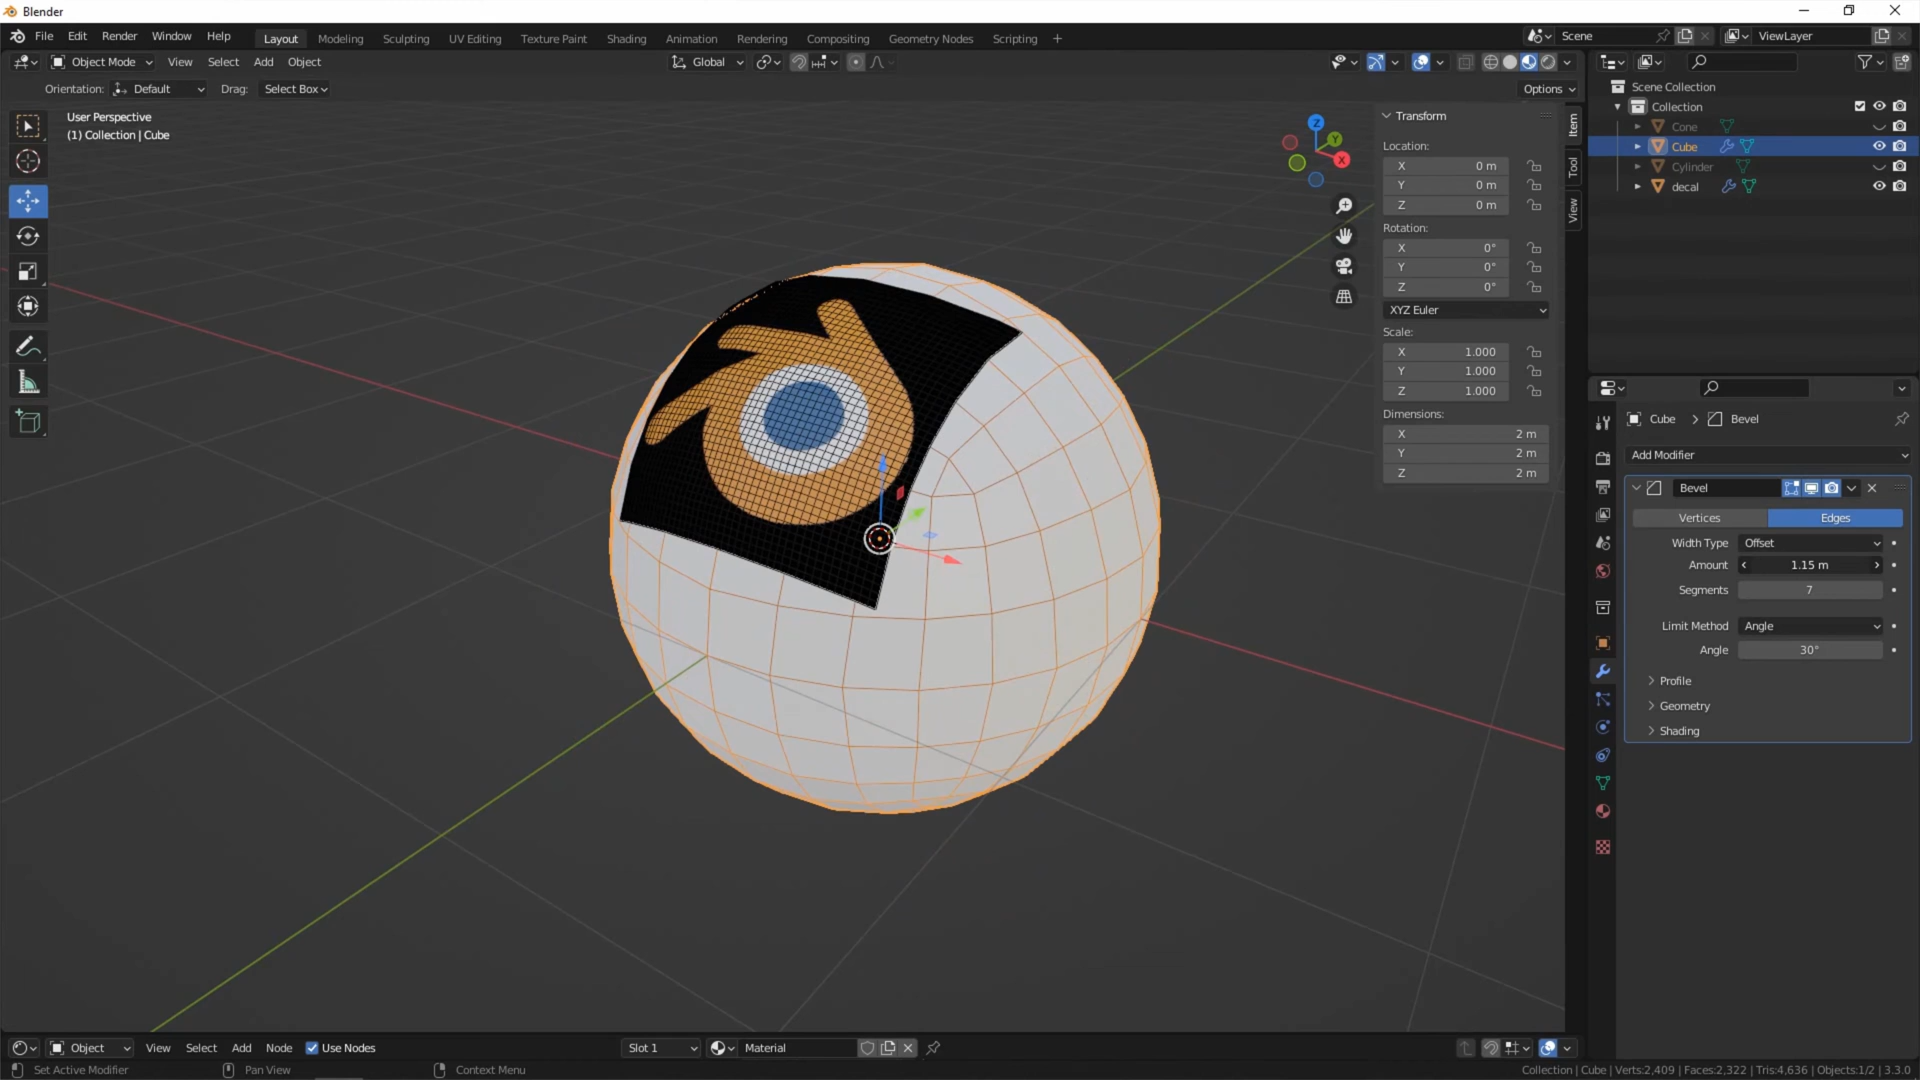 Blender
File Edit Render Window Help Layout Modeling Sculpting UV Editing Texture Paint Shading Animation Rendering Compositing Geometry Nodes Scripting + Scene ViewLayer
Object Mode View Select Add Object Global
Orientation: Default Drag: Select Box Options
User Perspective
(1) Collection | Cube
Z
Y
X
Transform
Location:
X 0 m
Y 0 m
Z 0 m
Rotation:
X 0°
Y 0°
Z 0°
XYZ Euler
Scale:
X 1.000
Y 1.000
Z 1.000
Dimensions:
X 2 m
Y 2 m
Z 2 m
Item
Tool
View
Scene Collection
Collection
Cone
Cube
Cylinder
decal
Cube > Bevel
Add Modifier
Bevel
Vertices Edges
Width Type Offset
Amount 1.15 m
Segments 7
Limit Method Angle
Angle 30°
Profile
Geometry
Shading
Object View Select Add Node Use Nodes Slot 1 Material
Set Active Modifier Pan View Context Menu Collection | Cube | Verts:2,409 | Faces:2,322 | Tris:4,636 | Objects:1/2 | 3.3.0